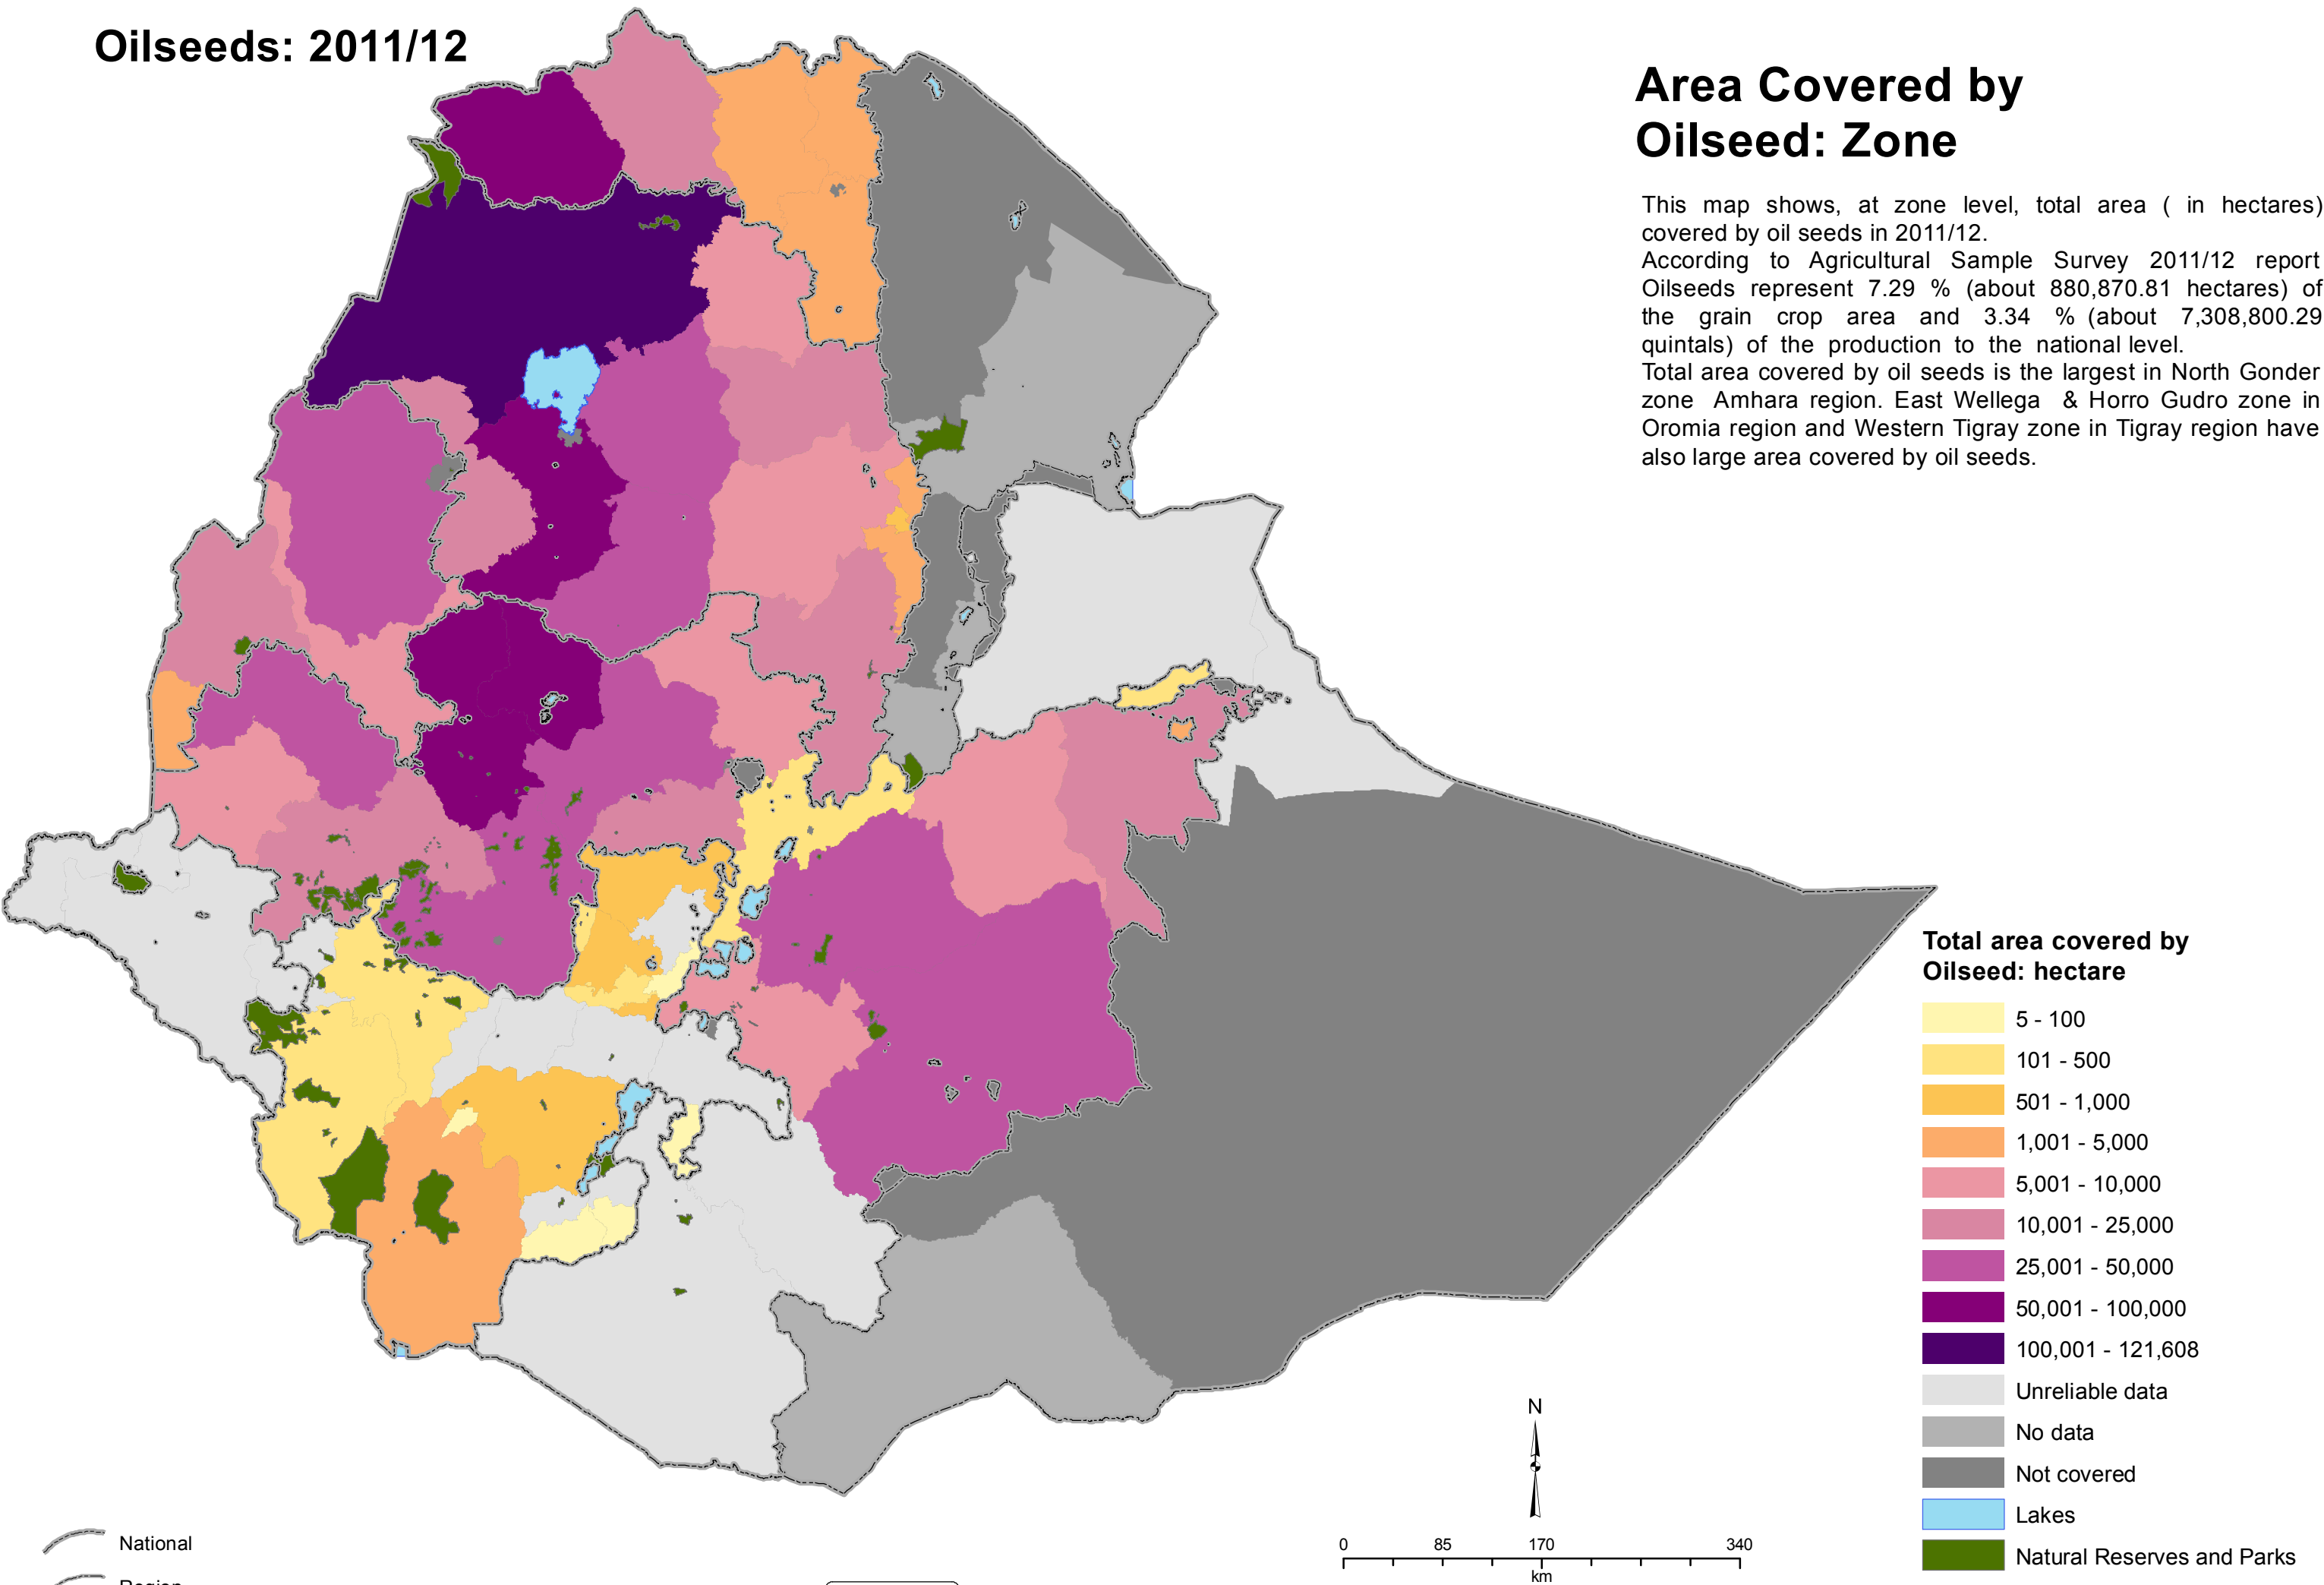 Oilseeds: 2011/12
Area Covered by
Oilseed: Zone
This map shows, at zone level, total area ( in hectares)
covered by oil seeds in 2011/12.
According to Agricultural Sample Survey 2011/12 report
Oilseeds represent 7.29 % (about 880,870.81 hectares) of
the grain crop area and 3.34 % (about 7,308,800.29
quintals) of the production to the national level.
Total area covered by oil seeds is the largest in North Gonder
zone Amhara region. East Wellega & Horro Gudro zone in
Oromia region and Western Tigray zone in Tigray region have
also large area covered by oil seeds.
Total area covered by
Oilseed: hectare
5 - 100
101 - 500
501 - 1,000
1,001 - 5,000
5,001 - 10,000
10,001 - 25,000
25,001 - 50,000
50,001 - 100,000
100,001 - 121,608
Unreliable data
No data
Not covered
Lakes
Natural Reserves and Parks
N
0 85 170 340
km
National
Region